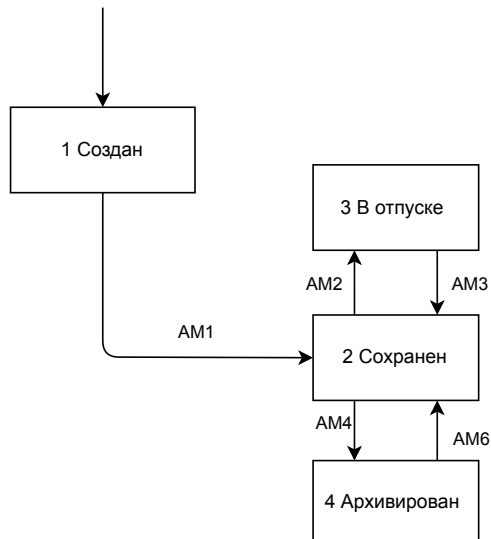 1 Создан
3 В отпуске
AM2
AM3
AM1
2 Сохранен
AM4
AM6
4 Архивирован